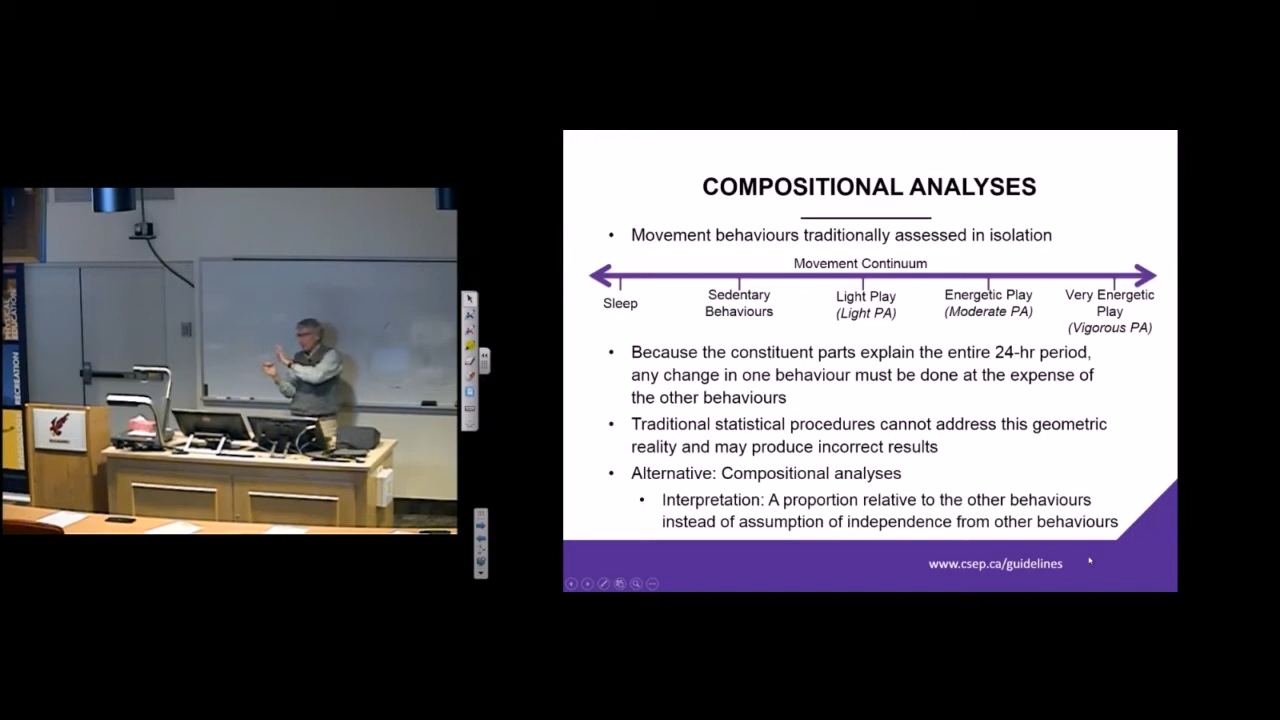 COMPOSITIONAL ANALYSES
• Movement behaviours traditionally assessed in isolation
Movement Continuum
Sleep
Sedentary
Behaviours
Light Play
(Light PA)
Energetic Play
(Moderate PA)
Very Energetic
Play
(Vigorous PA)
• Because the constituent parts explain the entire 24-hr period,
any change in one behaviour must be done at the expense of
the other behaviours
• Traditional statistical procedures cannot address this geometric
reality and may produce incorrect results
• Alternative: Compositional analyses
• Interpretation: A proportion relative to the other behaviours
instead of assumption of independence from other behaviours
www.csep.ca/guidelines
EDUCATION
RECREATION